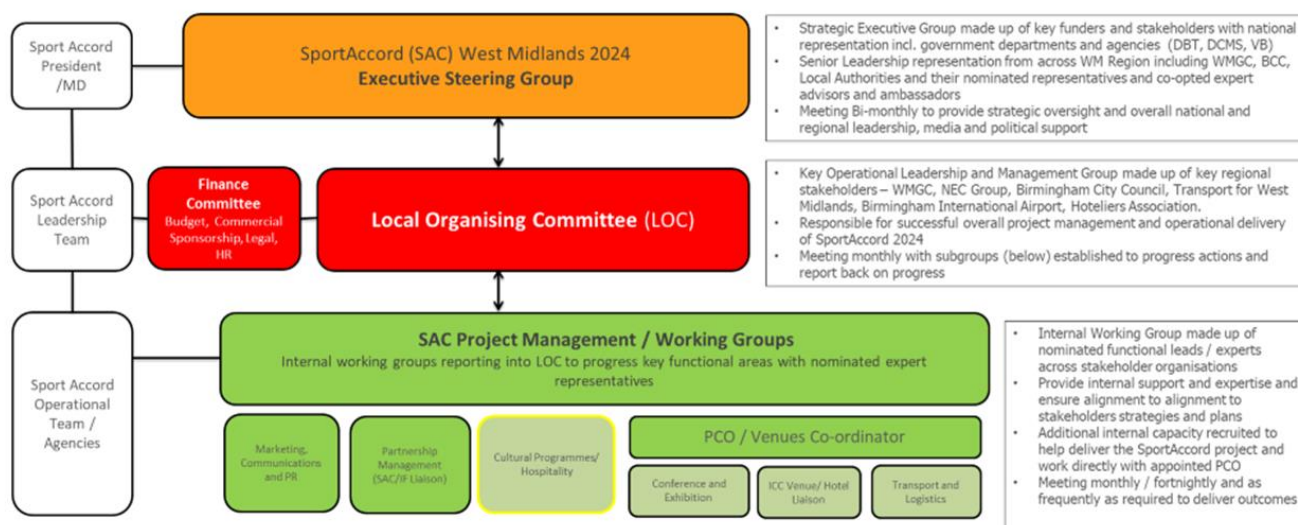 Sport Accord
President
/MD
SportAccord (SAC) West Midlands 2024
Executive Steering Group
• Strategic Executive Group made up of key funders and stakeholders with national
representation incl. government departments and agencies (DBT, DCMS, VB)
• Senior Leadership representation from across WM Region including WMGC, BCC,
Local Authorities and their nominated representatives and co-opted expert
advisors and ambassadors
• Meeting Bi-monthly to provide strategic oversight and overall national and
regional leadership, media and political support
Sport Accord
Leadership
Team
Finance
Committee
Budget, Commercial
Sponsorship, Legal,
HR
Local Organising Committee (LOC)
• Key Operational Leadership and Management Group made up of key regional
stakeholders – WMGC, NEC Group, Birmingham City Council, Transport for West
Midlands, Birmingham International Airport, Hoteliers Association.
• Responsible for successful overall project management and operational delivery
of SportAccord 2024
• Meeting monthly with subgroups (below) established to progress actions and
report back on progress
Sport Accord
Operational
Team /
Agencies
SAC Project Management / Working Groups
Internal working groups reporting into LOC to progress key functional areas with nominated expert
representatives
Marketing,
Communications
and PR
Partnership
Management
(SAC/IF Liaison)
Cultural Programmes/
Hospitality
PCO / Venues Co-ordinator
Conference and
Exhibition
ICC Venue/ Hotel
Liaison
Transport and
Logistics
• Internal Working Group made up of
nominated functional leads / experts
across stakeholder organisations
• Provide internal support and expertise and
ensure alignment to alignment to
stakeholders strategies and plans
• Additional internal capacity recruited to
help deliver the SportAccord project and
work directly with appointed PCO
• Meeting monthly / fortnightly and as
frequently as required to deliver outcomes